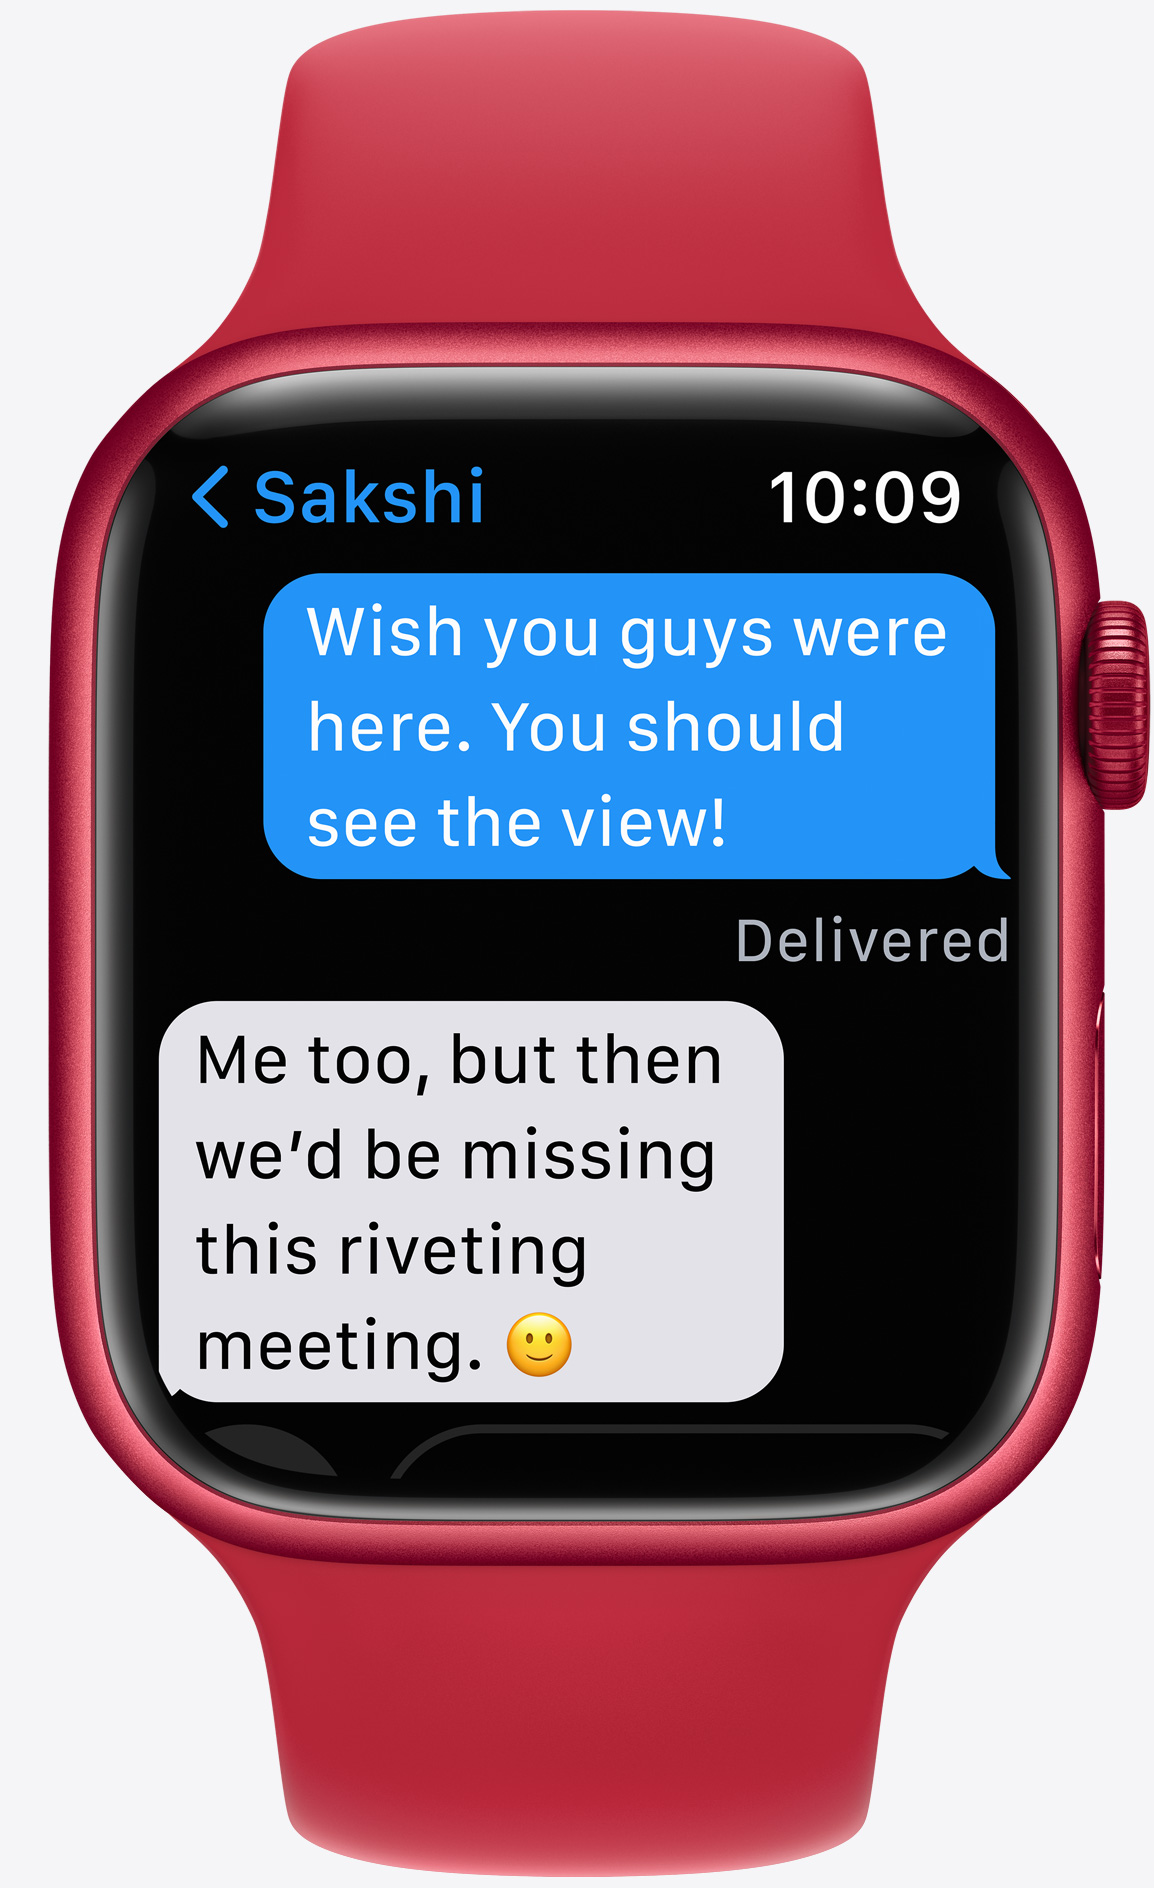 Sakshi
10:09
Wish you guys were
here. You should
see the view!
Delivered
Me too, but then
we’d be missing
this riveting
meeting. 🙂